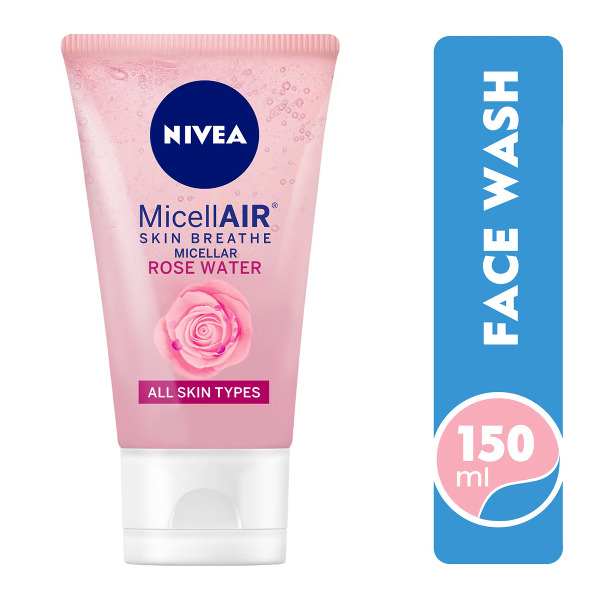 NIVEA
MicellAIR®
SKIN BREATHE
MICELLAR
ROSE WATER
ALL SKIN TYPES
FACE WASH
150
ml